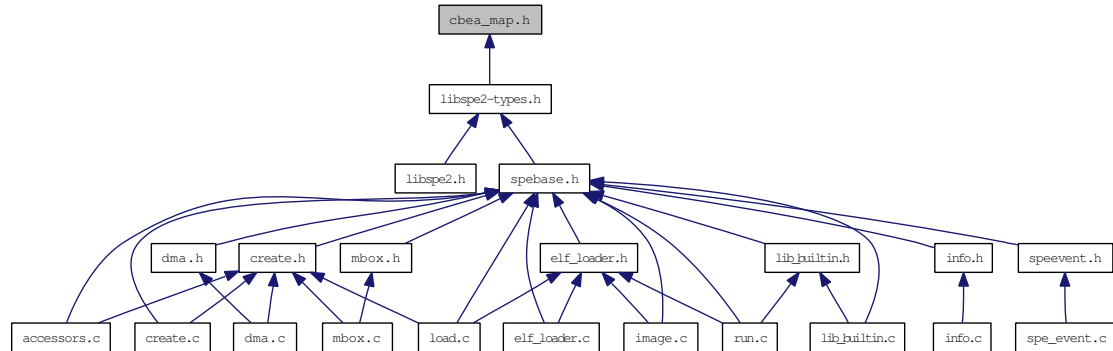 cbea_map.h
libspe2-types.h
libspe2.h
spebase.h
dma.h
create.h
mbox.h
elf_loader.h
lib_builtin.h
info.h
speevent.h
accessors.c
create.c
dma.c
mbox.c
load.c
elf_loader.c
image.c
run.c
lib_builtin.c
info.c
spe_event.c